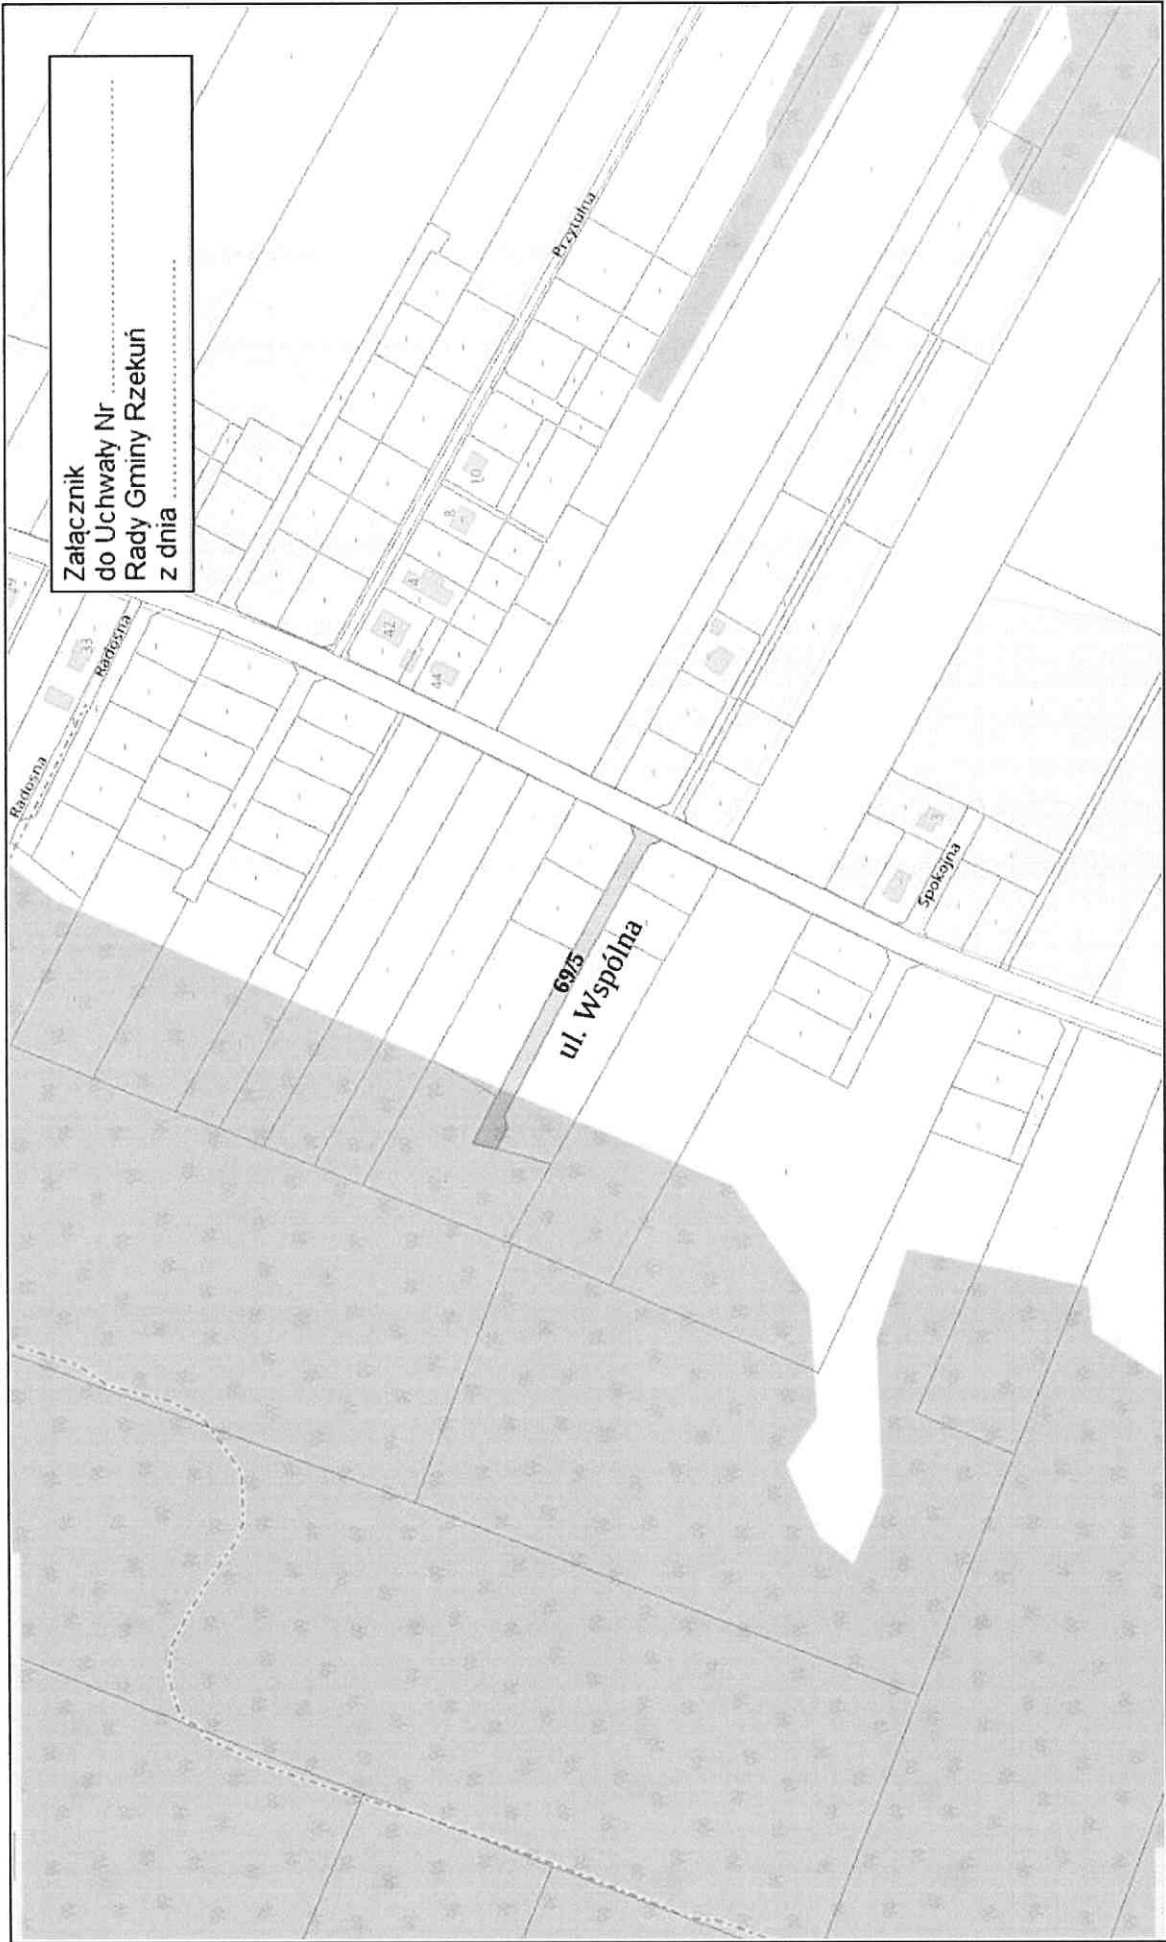 Załącznik
do Uchwały Nr ..............................................
Rady Gminy Rzekuń
z dnia ..................................
Radosna
Radosna
33
Przytulna
10
8
42
44
69/5
ul. Wspólna
Spokojna